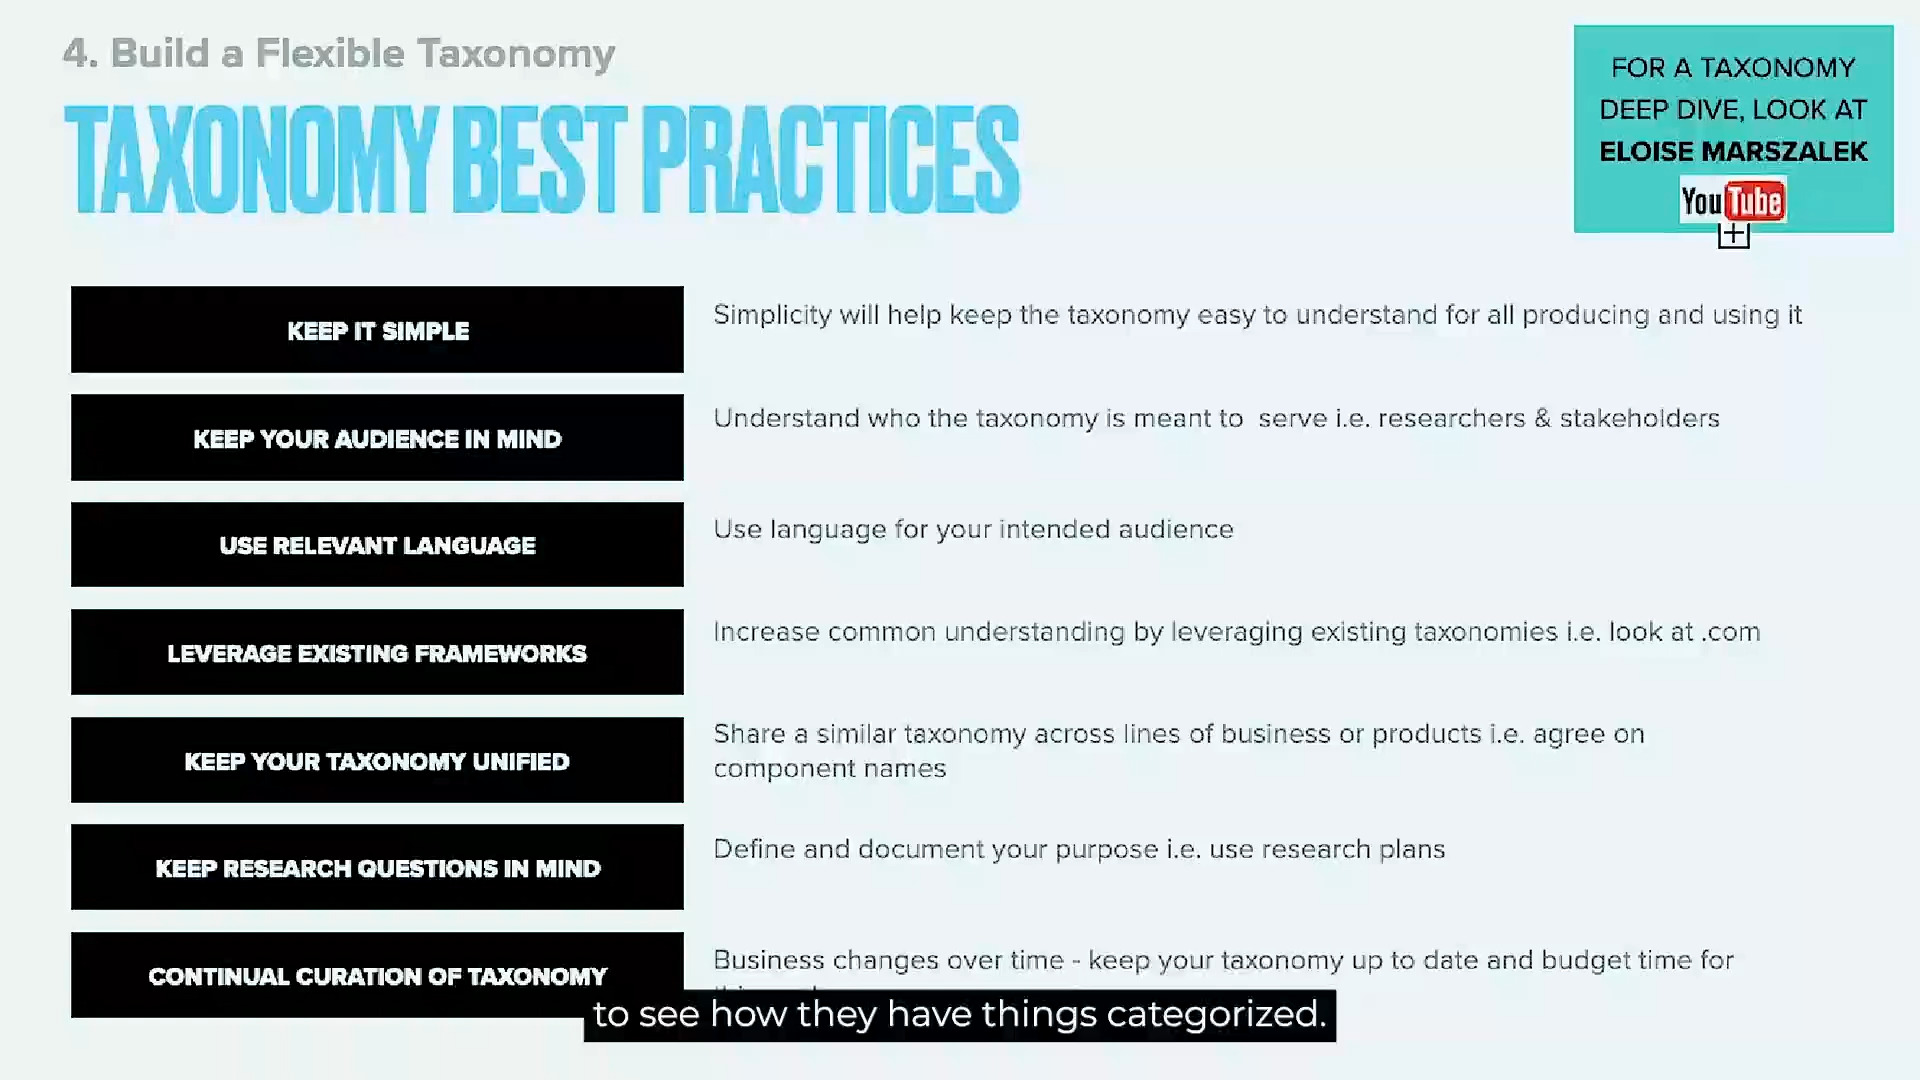 4. Build a Flexible Taxonomy
TAXONOMY BEST PRACTICES
FOR A TAXONOMY
DEEP DIVE, LOOK AT
ELOISE MARSZALEK
YouTube
KEEP IT SIMPLE
Simplicity will help keep the taxonomy easy to understand for all producing and using it
KEEP YOUR AUDIENCE IN MIND
Understand who the taxonomy is meant to serve i.e. researchers & stakeholders
USE RELEVANT LANGUAGE
Use language for your intended audience
LEVERAGE EXISTING FRAMEWORKS
Increase common understanding by leveraging existing taxonomies i.e. look at .com
KEEP YOUR TAXONOMY UNIFIED
Share a similar taxonomy across lines of business or products i.e. agree on
component names
KEEP RESEARCH QUESTIONS IN MIND
Define and document your purpose i.e. use research plans
CONTINUAL CURATION OF TAXONOMY
Business changes over time - keep your taxonomy up to date and budget time for
to see how they have things categorized.